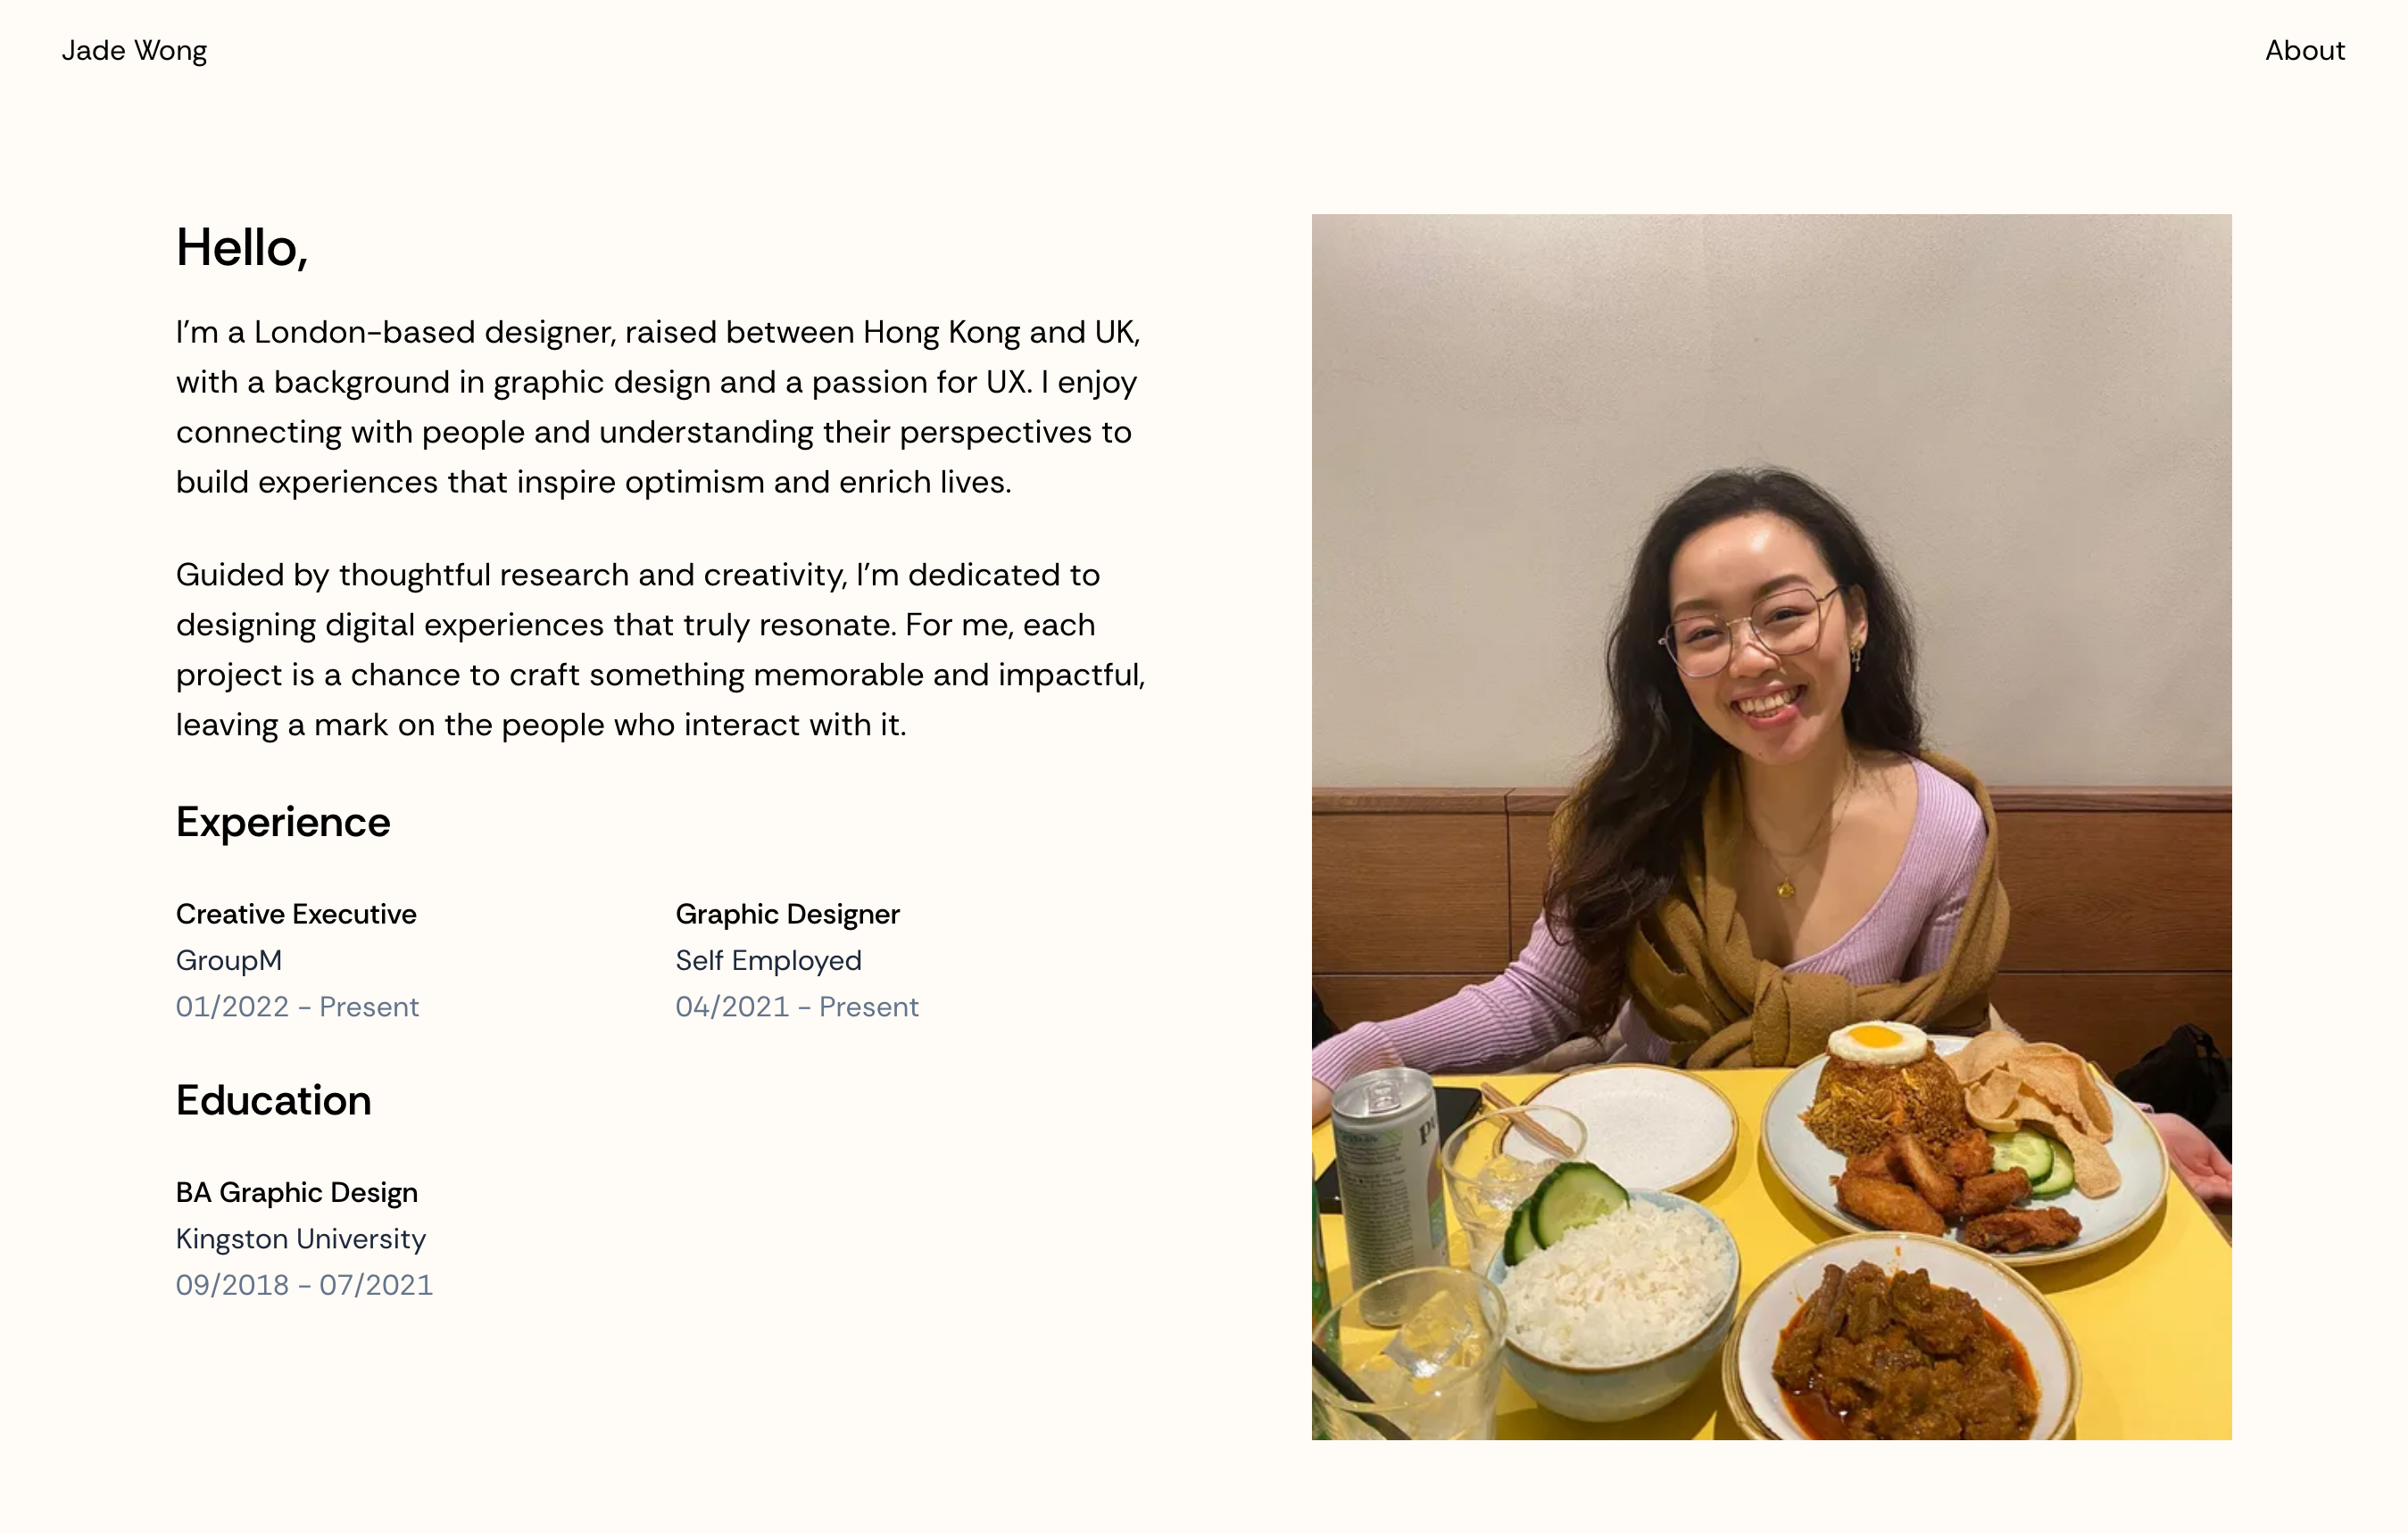 Jade Wong
About
Hello,
I’m a London-based designer, raised between Hong Kong and UK,
with a background in graphic design and a passion for UX. I enjoy
connecting with people and understanding their perspectives to
build experiences that inspire optimism and enrich lives.
Guided by thoughtful research and creativity, I’m dedicated to
designing digital experiences that truly resonate. For me, each
project is a chance to craft something memorable and impactful,
leaving a mark on the people who interact with it.
Experience
Creative Executive
GroupM
01/2022 - Present
Graphic Designer
Self Employed
04/2021 - Present
Education
BA Graphic Design
Kingston University
09/2018 - 07/2021